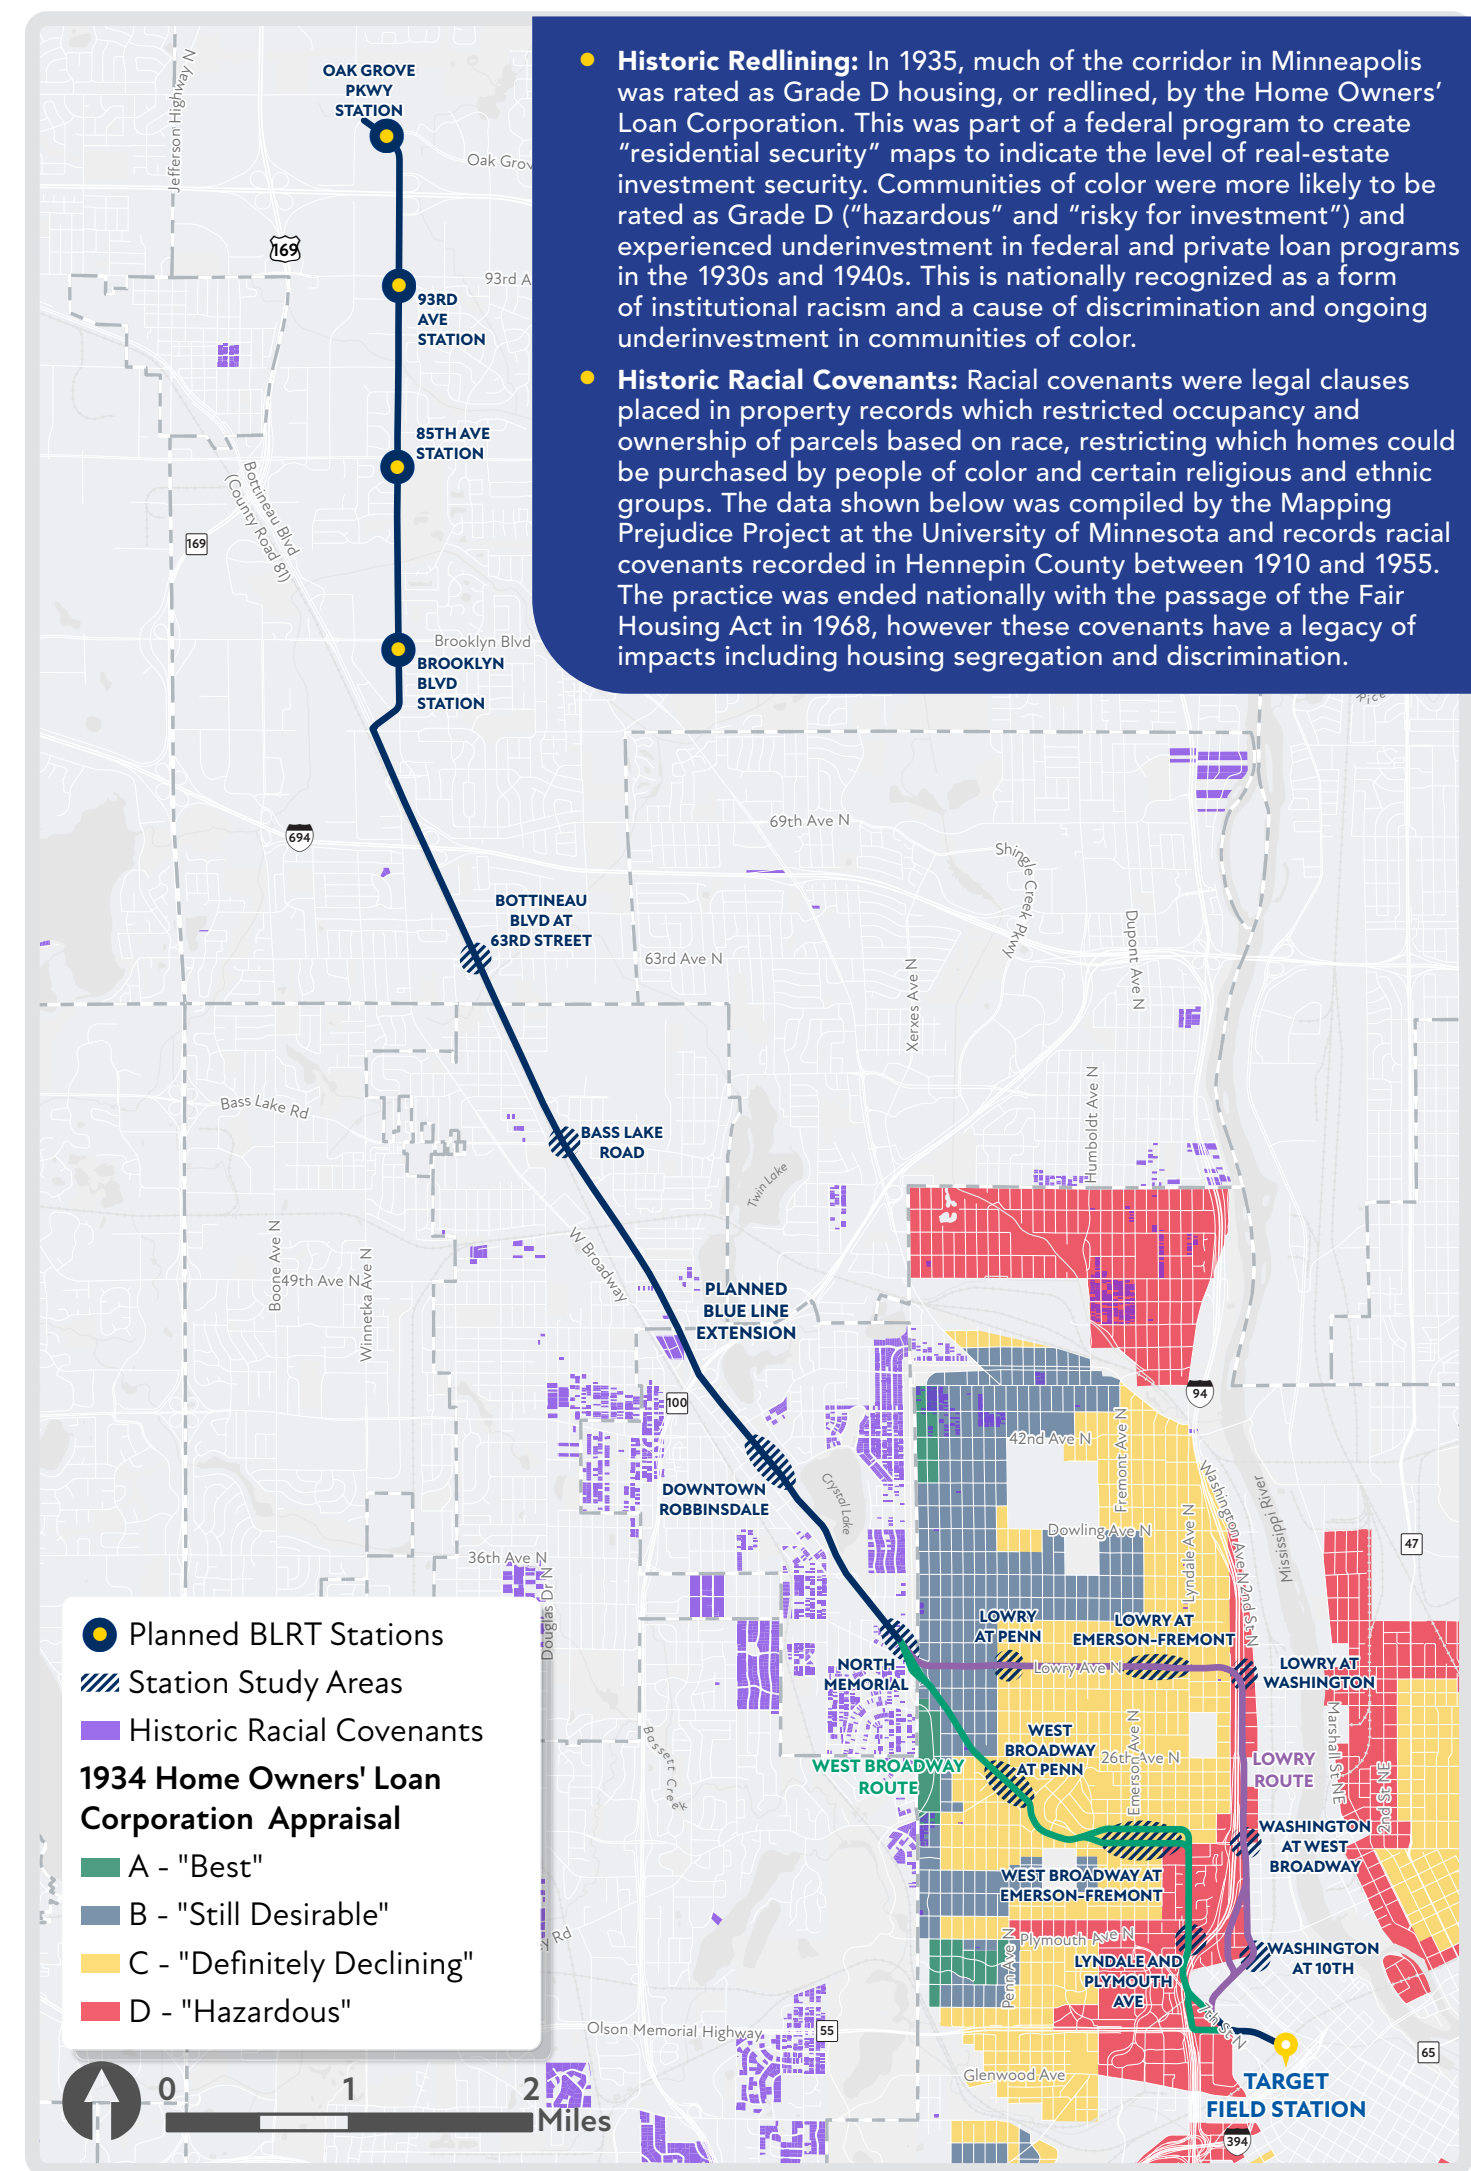 • Historic Redlining: In 1935, much of the corridor in Minneapolis
was rated as Grade D housing, or redlined, by the Home Owners’
Loan Corporation. This was part of a federal program to create
“residential security” maps to indicate the level of real-estate
investment security. Communities of color were more likely to be
rated as Grade D (“hazardous” and “risky for investment”) and
experienced underinvestment in federal and private loan programs
in the 1930s and 1940s. This is nationally recognized as a form
of institutional racism and a cause of discrimination and ongoing
underinvestment in communities of color.
• Historic Racial Covenants: Racial covenants were legal clauses
placed in property records which restricted occupancy and
ownership of parcels based on race, restricting which homes could
be purchased by people of color and certain religious and ethnic
groups. The data shown below was compiled by the Mapping
Prejudice Project at the University of Minnesota and records racial
covenants recorded in Hennepin County between 1910 and 1955.
The practice was ended nationally with the passage of the Fair
Housing Act in 1968, however these covenants have a legacy of
impacts including housing segregation and discrimination.
OAK GROVE
PKWY
STATION
Jefferson Highway N
Oak Grov
169
93rd A
93RD
AVE
STATION
85TH AVE
STATION
Bottineau Blvd
(County Road 81)
169
Brooklyn Blvd
BROOKLYN
BLVD
STATION
Rice
694
69th Ave N
Shingle Creek Pkwy
BOTTINEAU
BLVD AT
63RD STREET
63rd Ave N
Xerxes Ave N
Dupont Ave N
Bass Lake Rd
BASS LAKE
ROAD
Humboldt Ave N
Twin Lake
W Broadway
Boone Ave N
49th Ave N
Winnetka Ave N
PLANNED
BLUE LINE
EXTENSION
100
94
42nd Ave N
Fremont Ave N
DOWNTOWN
ROBBINSDALE
Crystal Lake
Washington Ave N
Mississippi River
Dowling Ave N
Lyndale Ave N
47
36th Ave N
Douglas Dr N
2nd St N
LOWRY
AT PENN
LOWRY AT
EMERSON-FREMONT
NORTH
MEMORIAL
Lowry Ave N
LOWRY AT
WASHINGTON
Bassett Creek
WEST
BROADWAY
AT PENN
Emerson Ave N
26th Ave N
Marshall St NE
LOWRY
ROUTE
WEST BROADWAY
ROUTE
2nd St NE
WASHINGTON
AT WEST
BROADWAY
WEST BROADWAY AT
EMERSON-FREMONT
y Rd
Penn Ave N
Plymouth Ave N
LYNDALE AND
PLYMOUTH
AVE
WASHINGTON
AT 10TH
Olson Memorial Highway
55
7th St N
65
Glenwood Ave
TARGET
FIELD STATION
394
Planned BLRT Stations
Station Study Areas
Historic Racial Covenants
1934 Home Owners' Loan
Corporation Appraisal
A - "Best"
B - "Still Desirable"
C - "Definitely Declining"
D - "Hazardous"
0 1 2
Miles